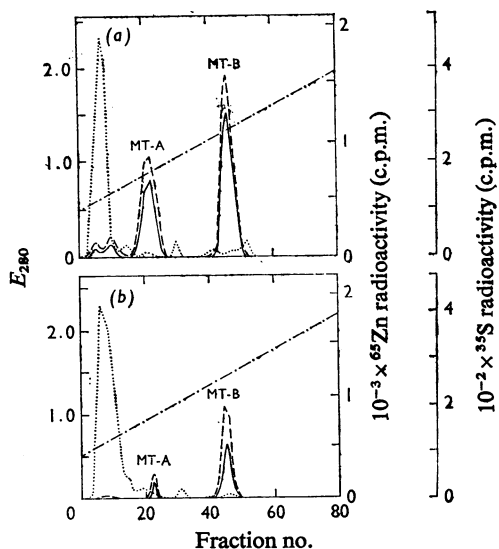 (a)
MT-A
MT-B
2.0
1.0
0
2
1
0
4
2
0
(b)
MT-A
MT-B
2.0
1.0
2
1
0
4
2
0
0
20
40
60
80
E280
10⁻³ × ⁶⁵Zn radioactivity (c.p.m.)
10⁻² × ³⁵S radioactivity (c.p.m.)
Fraction no.